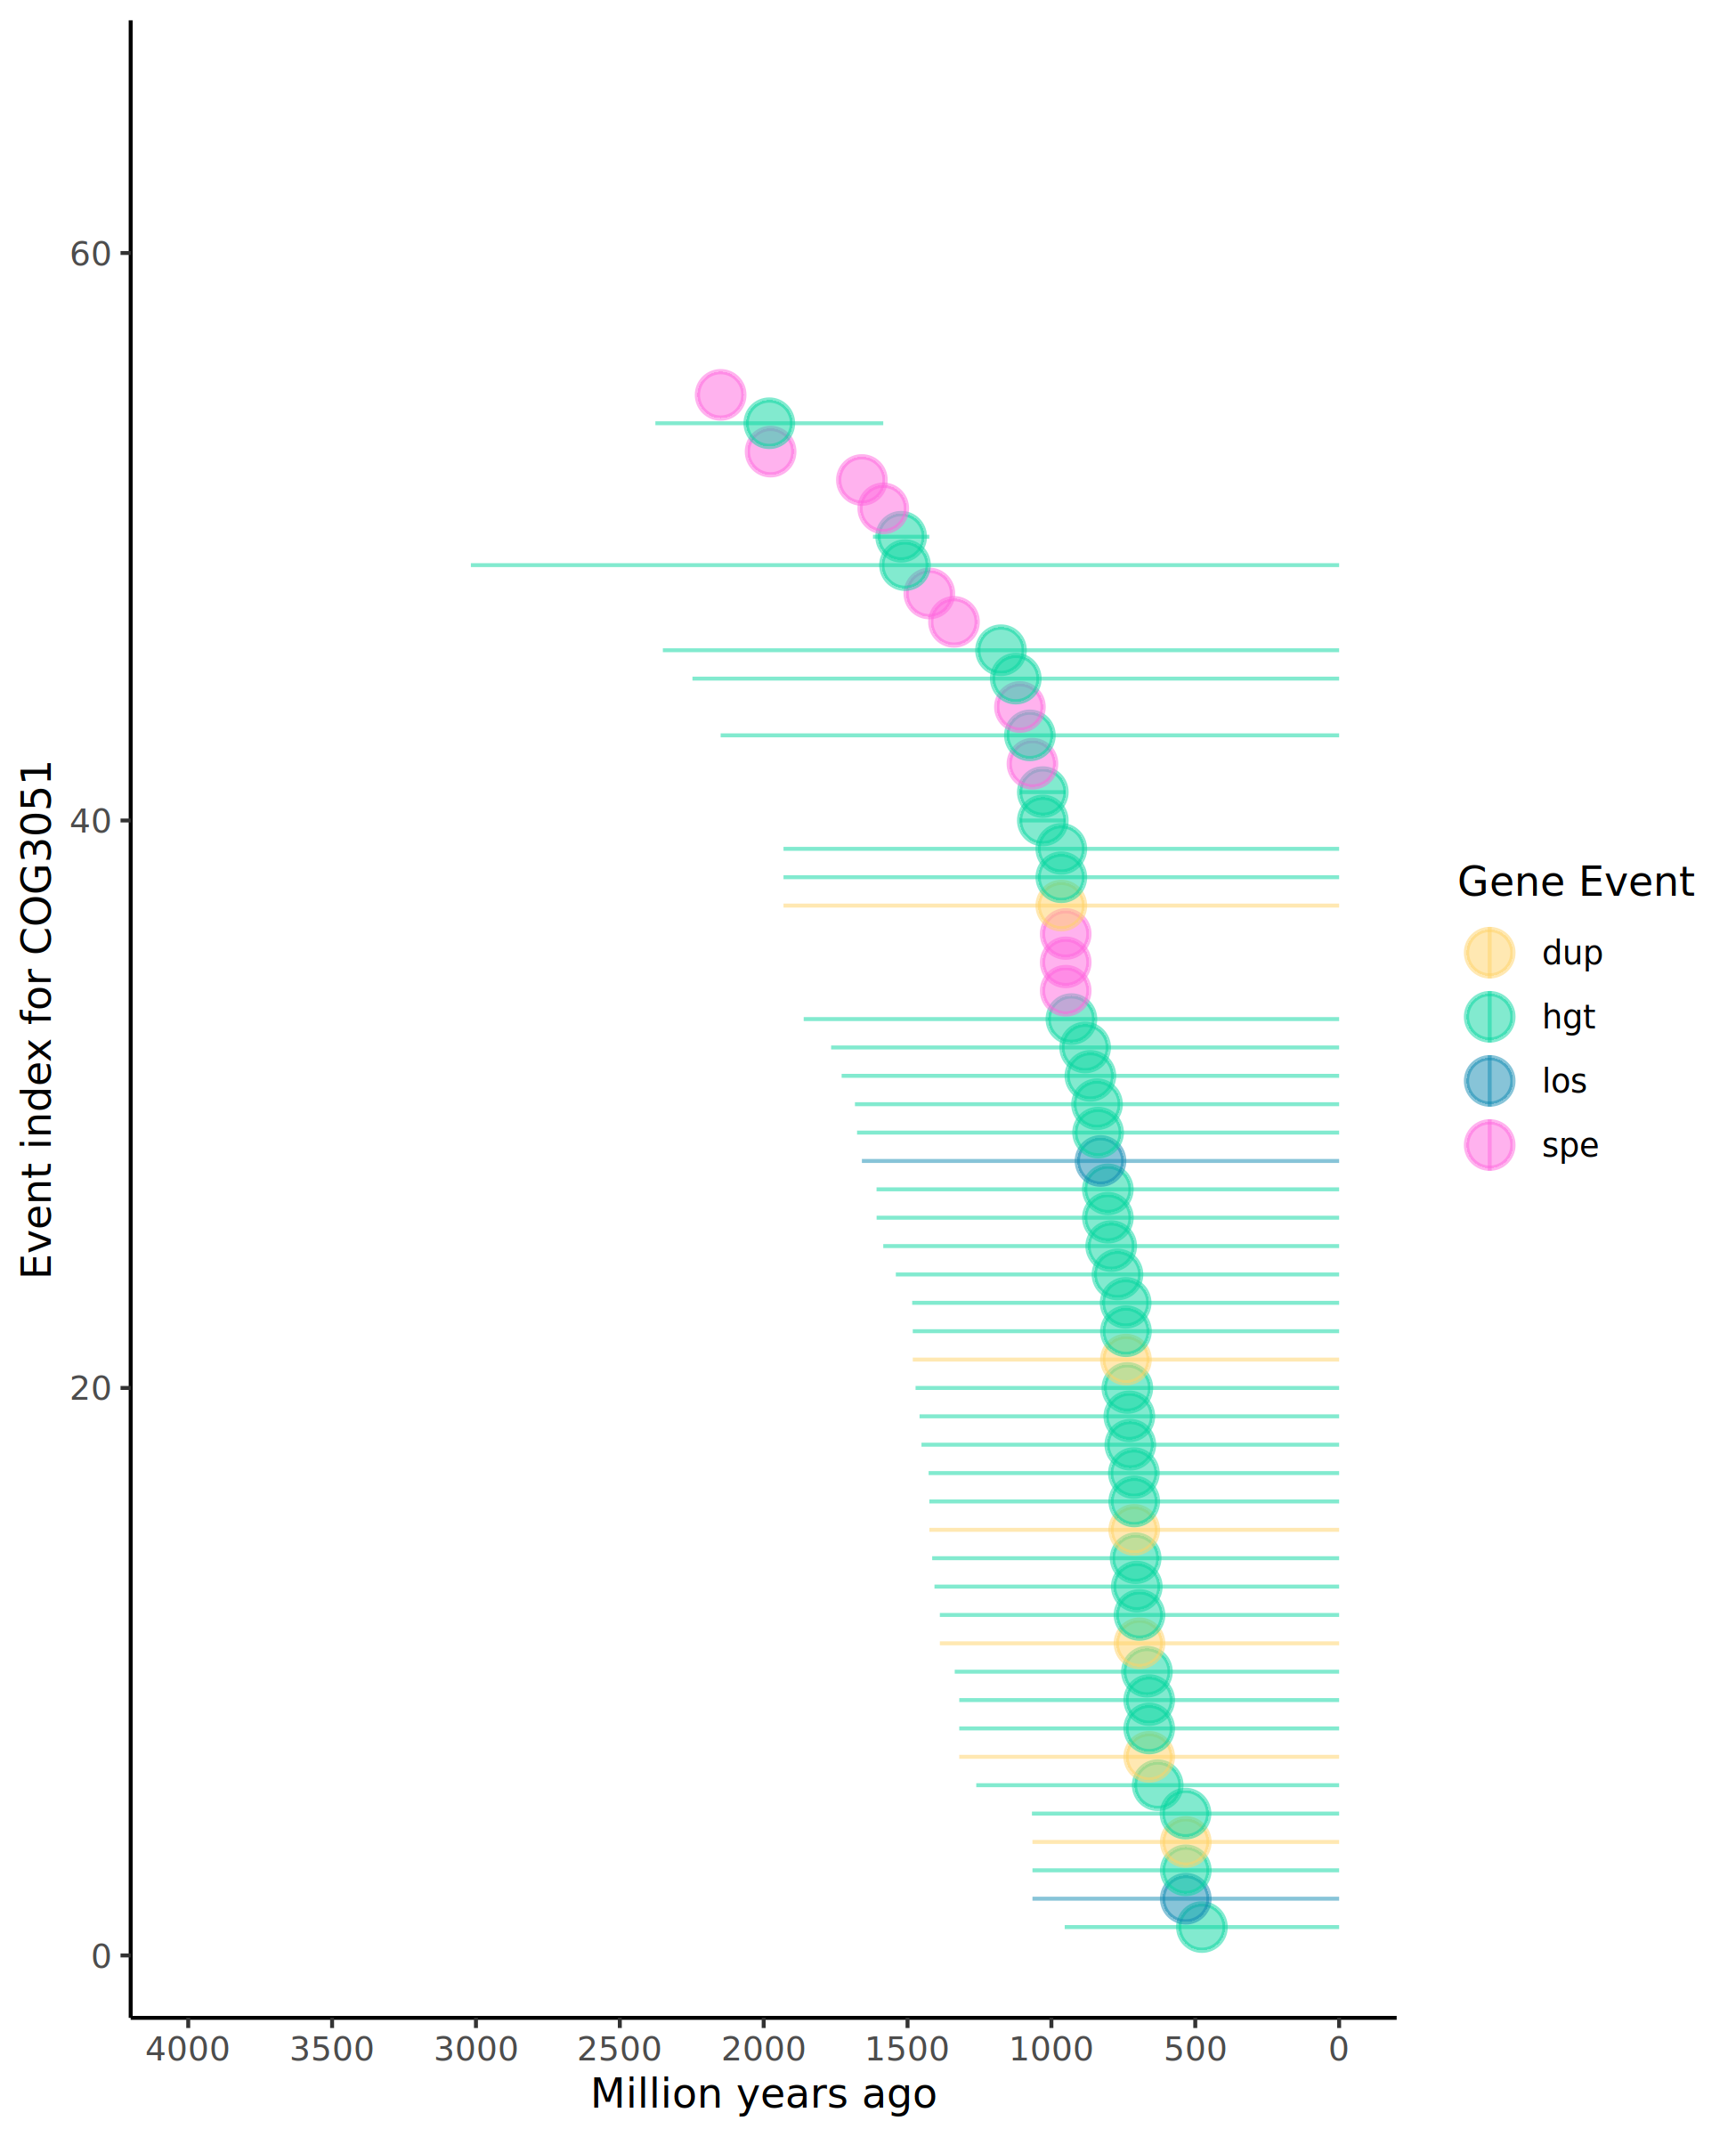 Event index for COG3051
60
40
20
0
4000 3500 3000 2500 2000 1500 1000 500 0
Million years ago
Gene Event
dup
hgt
los
spe